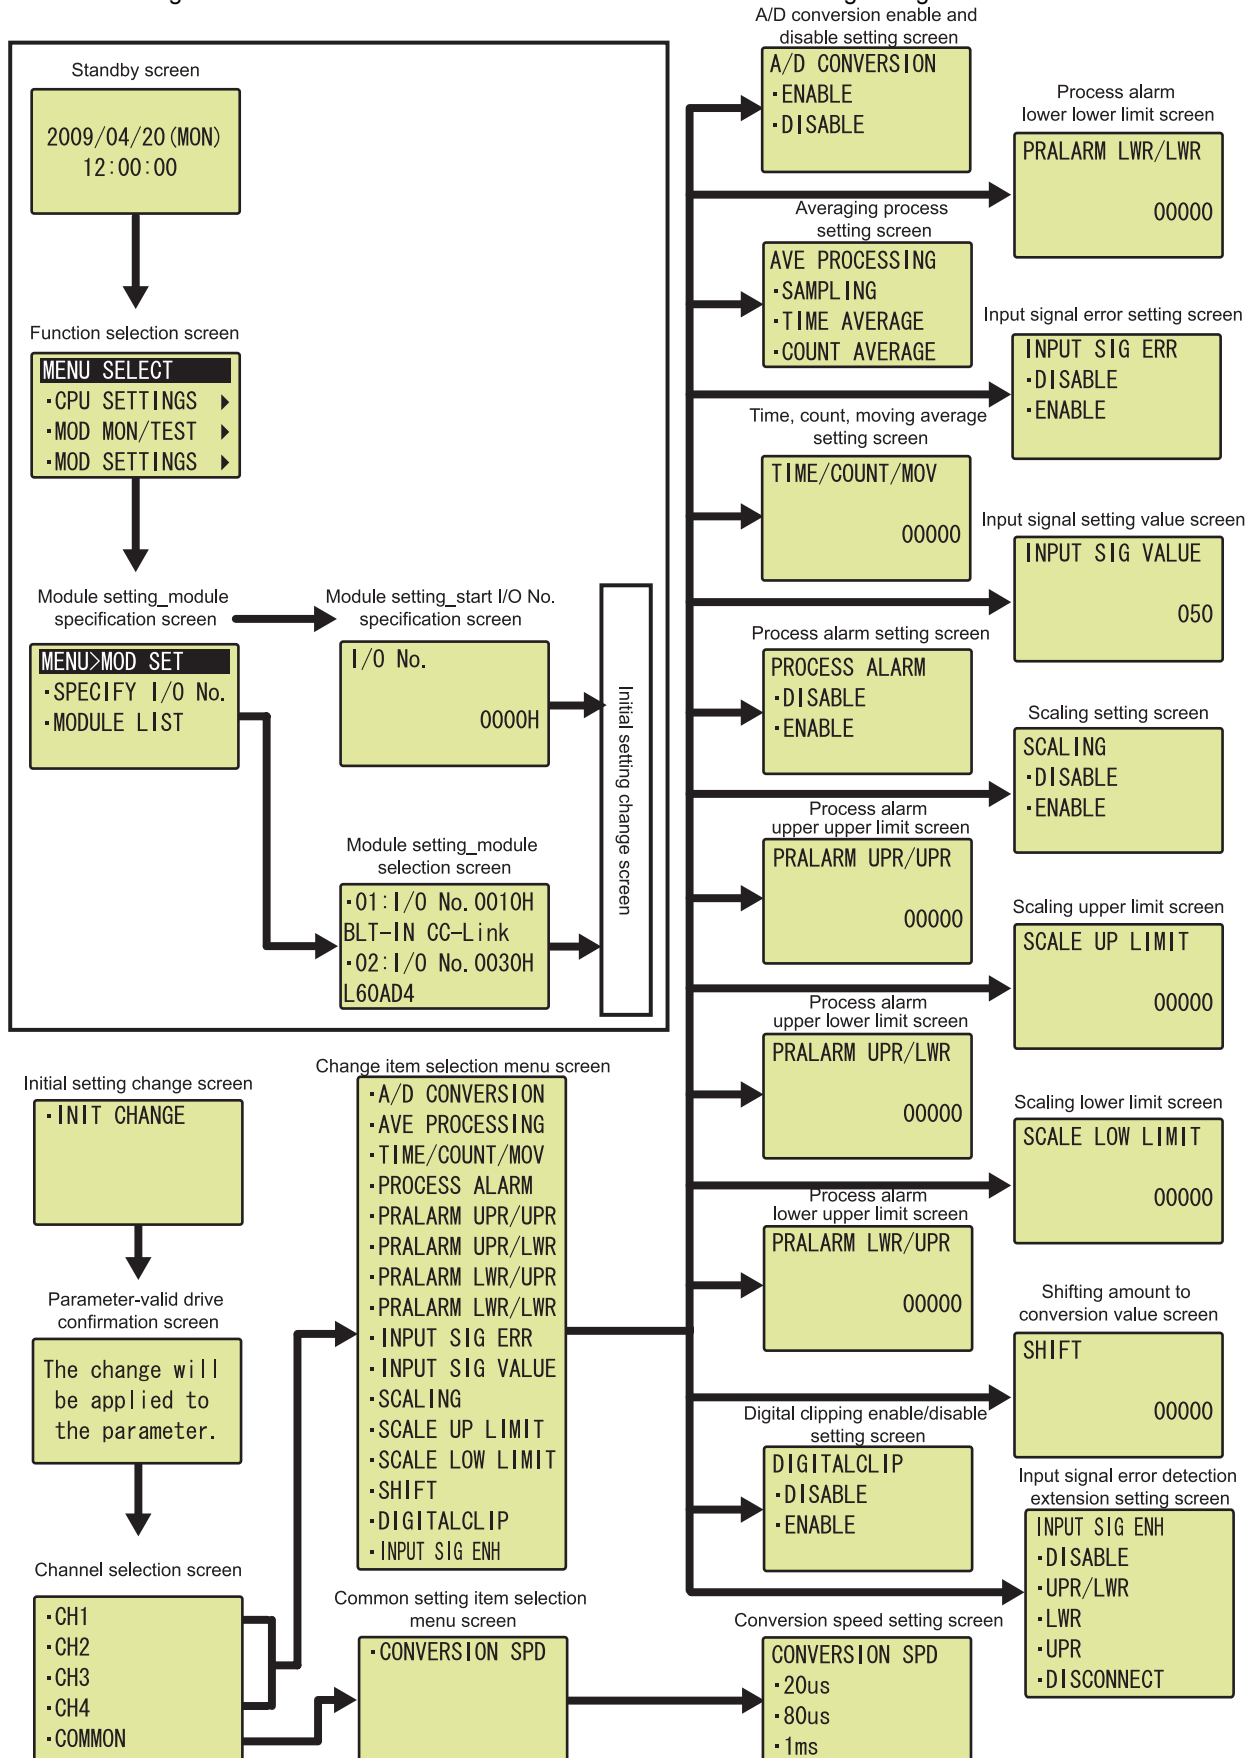 A/D conversion enable and
disable setting screen
A/D CONVERSION
・ENABLE
・DISABLE
Standby screen
2009/04/20(MON)
12:00:00
Process alarm
lower lower limit screen
PRALARM LWR/LWR
00000
Averaging process
setting screen
AVE PROCESSING
・SAMPLING
・TIME AVERAGE
・COUNT AVERAGE
Function selection screen
MENU SELECT
・CPU SETTINGS
・MOD MON/TEST
・MOD SETTINGS
Input signal error setting screen
INPUT SIG ERR
・DISABLE
・ENABLE
Time, count, moving average
setting screen
TIME/COUNT/MOV
00000
Input signal setting value screen
INPUT SIG VALUE
050
Module setting_module
specification screen
MENU>MOD SET
・SPECIFY I/O No.
・MODULE LIST
Module setting_start I/O No.
specification screen
I/O No.
0000H
Initial setting change screen
Process alarm setting screen
PROCESS ALARM
・DISABLE
・ENABLE
Scaling setting screen
SCALING
・DISABLE
・ENABLE
Process alarm
upper upper limit screen
PRALARM UPR/UPR
00000
Module setting_module
selection screen
・01:I/O No.0010H
BLT-IN CC-Link
・02:I/O No.0030H
L60AD4
Scaling upper limit screen
SCALE UP LIMIT
00000
Process alarm
upper lower limit screen
PRALARM UPR/LWR
00000
Initial setting change screen
・INIT CHANGE
Change item selection menu screen
・A/D CONVERSION
・AVE PROCESSING
・TIME/COUNT/MOV
・PROCESS ALARM
・PRALARM UPR/UPR
・PRALARM UPR/LWR
・PRALARM LWR/UPR
・PRALARM LWR/LWR
・INPUT SIG ERR
・INPUT SIG VALUE
・SCALING
・SCALE UP LIMIT
・SCALE LOW LIMIT
・SHIFT
・DIGITALCLIP
・INPUT SIG ENH
Scaling lower limit screen
SCALE LOW LIMIT
00000
Process alarm
lower upper limit screen
PRALARM LWR/UPR
00000
Parameter-valid drive
confirmation screen
The change will
be applied to
the parameter.
Shifting amount to
conversion value screen
SHIFT
00000
Digital clipping enable/disable
setting screen
DIGITALCLIP
・DISABLE
・ENABLE
Input signal error detection
extension setting screen
INPUT SIG ENH
・DISABLE
・UPR/LWR
・LWR
・UPR
・DISCONNECT
Channel selection screen
・CH1
・CH2
・CH3
・CH4
・COMMON
Common setting item selection
menu screen
・CONVERSION SPD
Conversion speed setting screen
CONVERSION SPD
・20us
・80us
・1ms